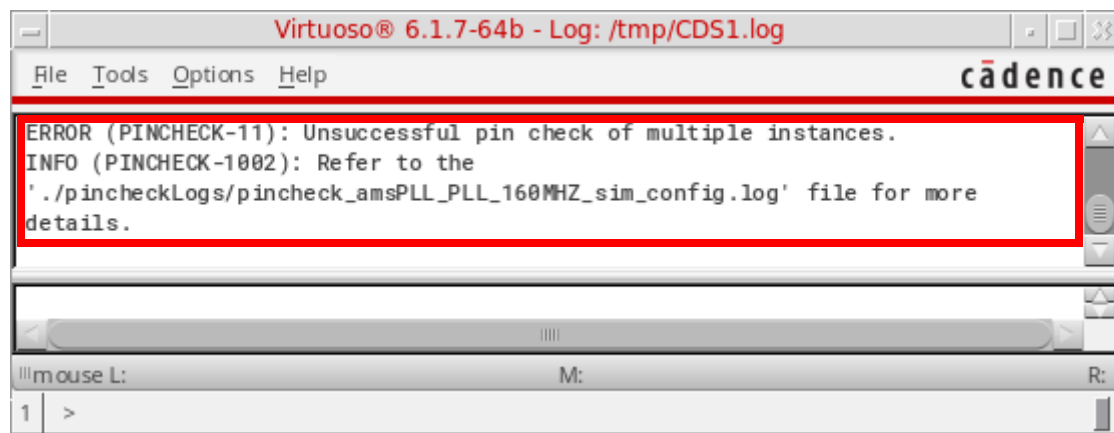 Virtuoso® 6.1.7-64b - Log: /tmp/CDS1.log
File Tools Options Help cādence
ERROR (PINCHECK-11): Unsuccessful pin check of multiple instances.
INFO (PINCHECK-1002): Refer to the
'./pincheckLogs/pincheck_amsPLL_PLL_160MHZ_sim_config.log' file for more
details.
mouse L: M: R:
1 >